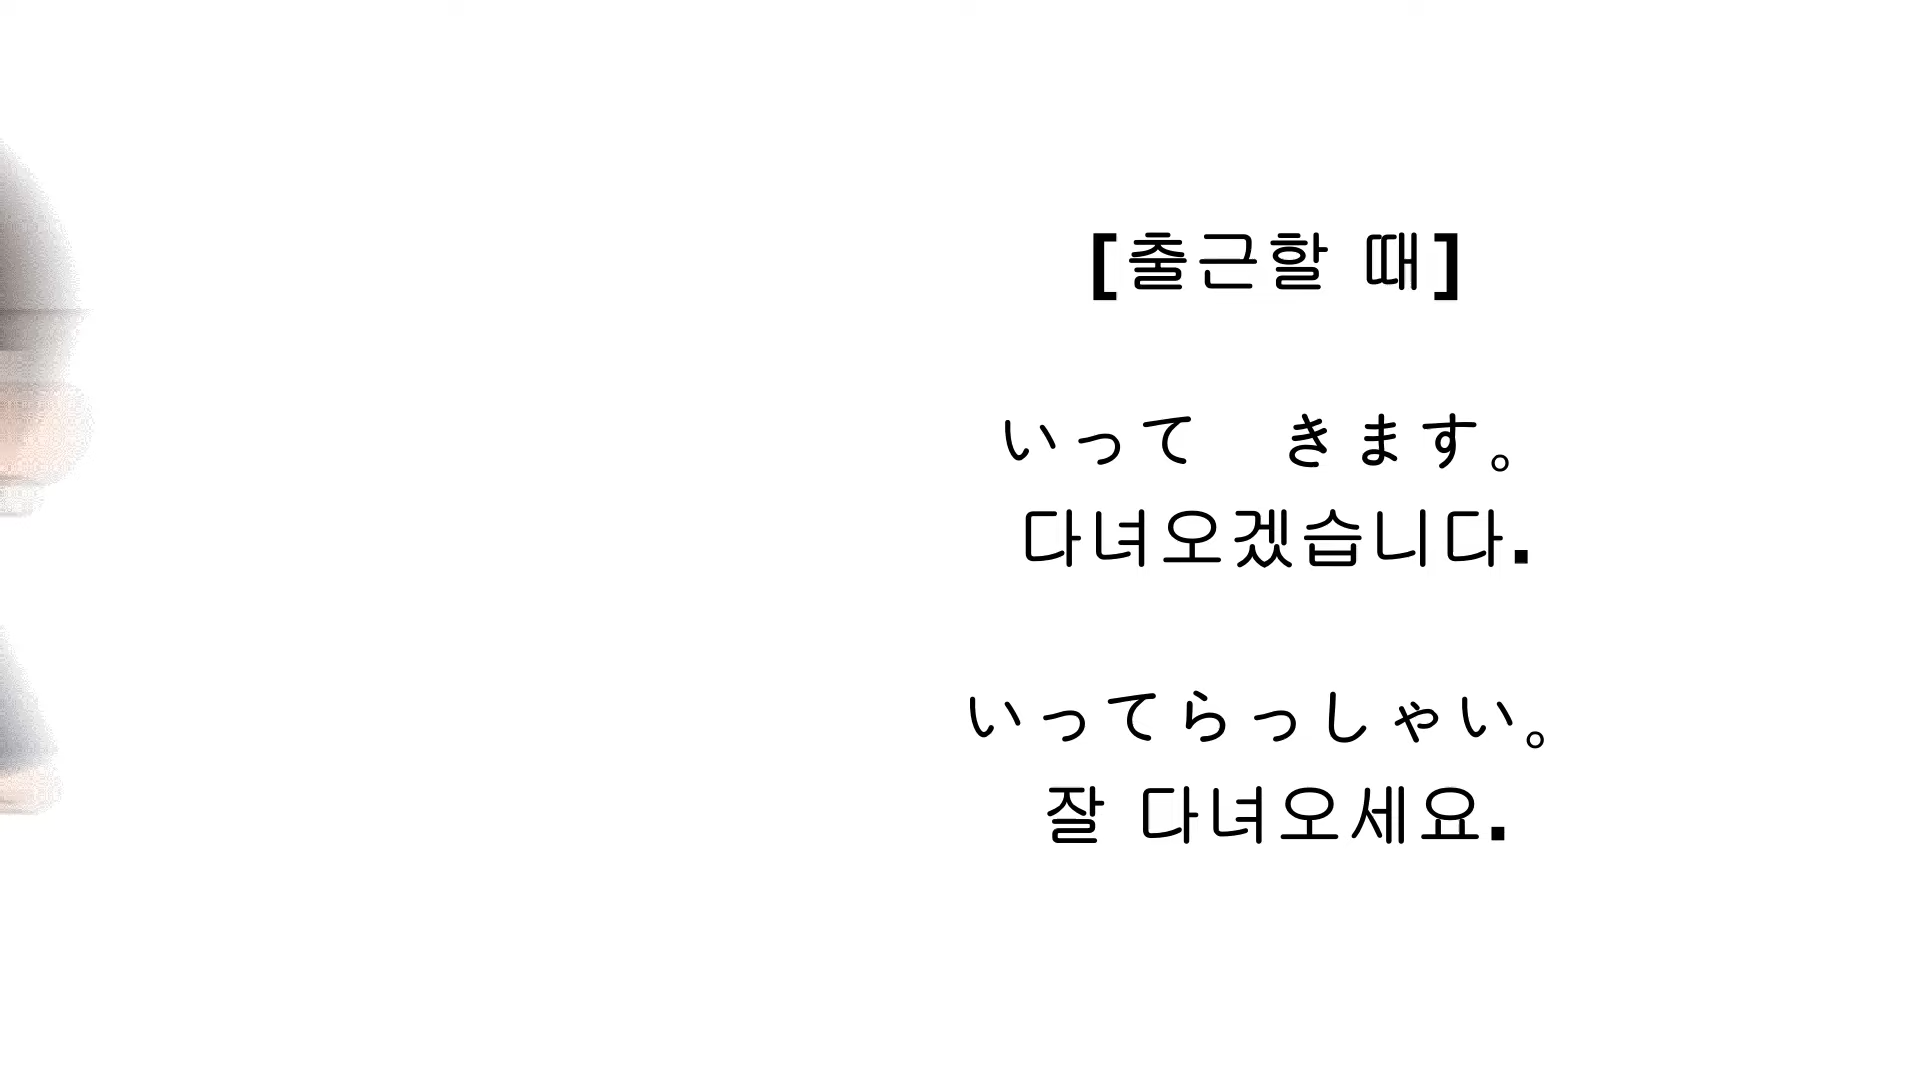 [출근할 때]
いって　きます。
다녀오겠습니다.
いってらっしゃい。
잘 다녀오세요.